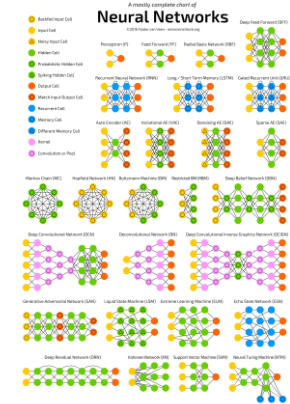 A mostly complete chart of
Neural Networks
©2016 Fjodor van Veen - asimovinstitute.org
Backfed Input Cell
Input Cell
Noisy Input Cell
Hidden Cell
Probabilistic Hidden Cell
Spiking Hidden Cell
Output Cell
Match Input Output Cell
Recurrent Cell
Memory Cell
Different Memory Cell
Kernel
Convolution or Pool
Deep Feed Forward (DFF)
Perceptron (P)
Feed Forward (FF)
Radial Basis Network (RBF)
Recurrent Neural Network (RNN)
Long / Short Term Memory (LSTM)
Gated Recurrent Unit (GRU)
Auto Encoder (AE)
Variational AE (VAE)
Denoising AE (DAE)
Sparse AE (SAE)
Markov Chain (MC)
Hopfield Network (HN)
Boltzmann Machine (BM)
Restricted BM (RBM)
Deep Belief Network (DBN)
Deep Convolutional Network (DCN)
Deconvolutional Network (DN)
Deep Convolutional Inverse Graphics Network (DCIGN)
Generative Adversarial Network (GAN)
Liquid State Machine (LSM)
Extreme Learning Machine (ELM)
Echo State Network (ESN)
Deep Residual Network (DRN)
Kohonen Network (KN)
Support Vector Machine (SVM)
Neural Turing Machine (NTM)